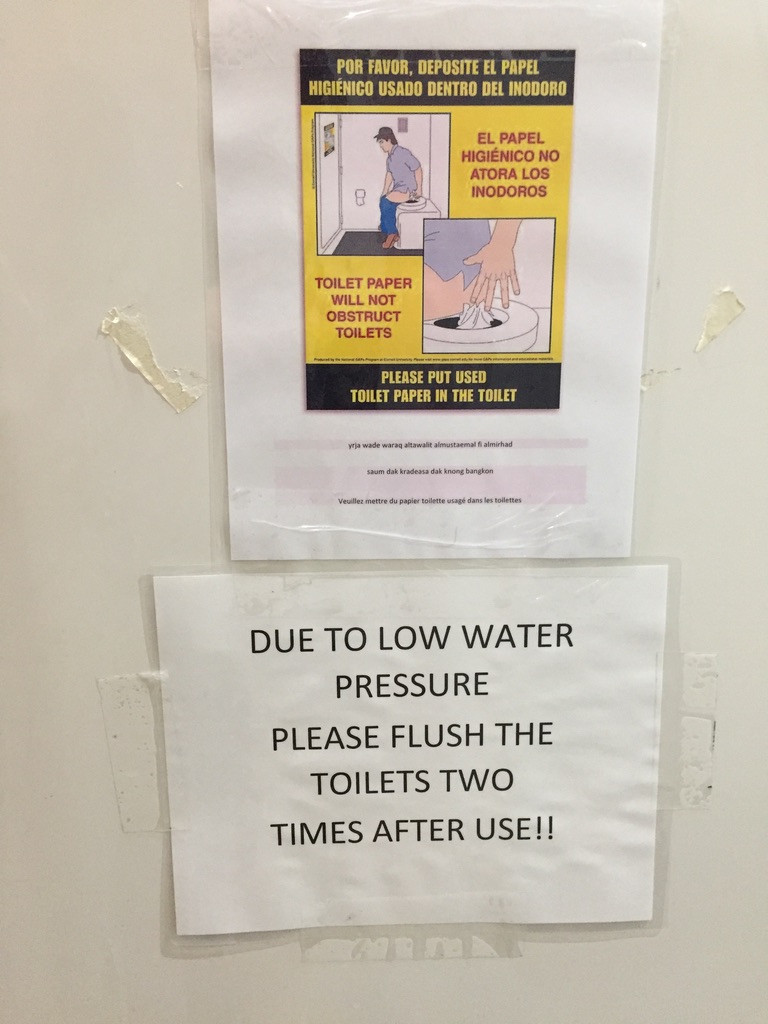 POR FAVOR, DEPOSITE EL PAPEL
HIGIÉNICO USADO DENTRO DEL INODORO
EL PAPEL
HIGIÉNICO NO
ATORA LOS
INODOROS
TOILET PAPER
WILL NOT
OBSTRUCT
TOILETS
PLEASE PUT USED
TOILET PAPER IN THE TOILET
yrja wade waraq altawalit almustaemal fi almirhad
saum dak kradeasa dak knong bangkon
Veuillez mettre du papier toilette usagé dans les toilettes
DUE TO LOW WATER
PRESSURE
PLEASE FLUSH THE
TOILETS TWO
TIMES AFTER USE!!